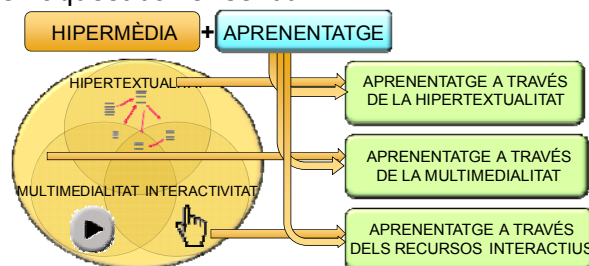 HIPERMÈDIA + APRENENTATGE
HIPERTEXTUALITAT
MULTIMEDIALITAT INTERACTIVITAT
APRENENTATGE A TRAVÉS
DE LA HIPERTEXTUALITAT
APRENENTATGE A TRAVÉS
DE LA MULTIMEDIALITAT
APRENENTATGE A TRAVÉS
DELS RECURSOS INTERACTIUS